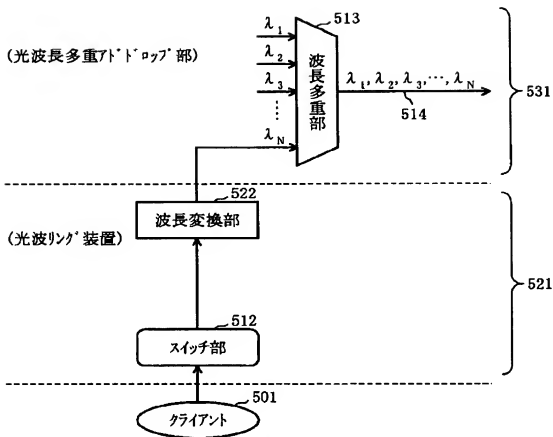 513
(光波長多重アドドロップ部)
λ1
λ2
λ3
⋮
λN
波長多重部
λ1, λ2, λ3, …, λN
514
531
522
波長変換部
(光波リング装置)
521
512
スイッチ部
501
クライアント